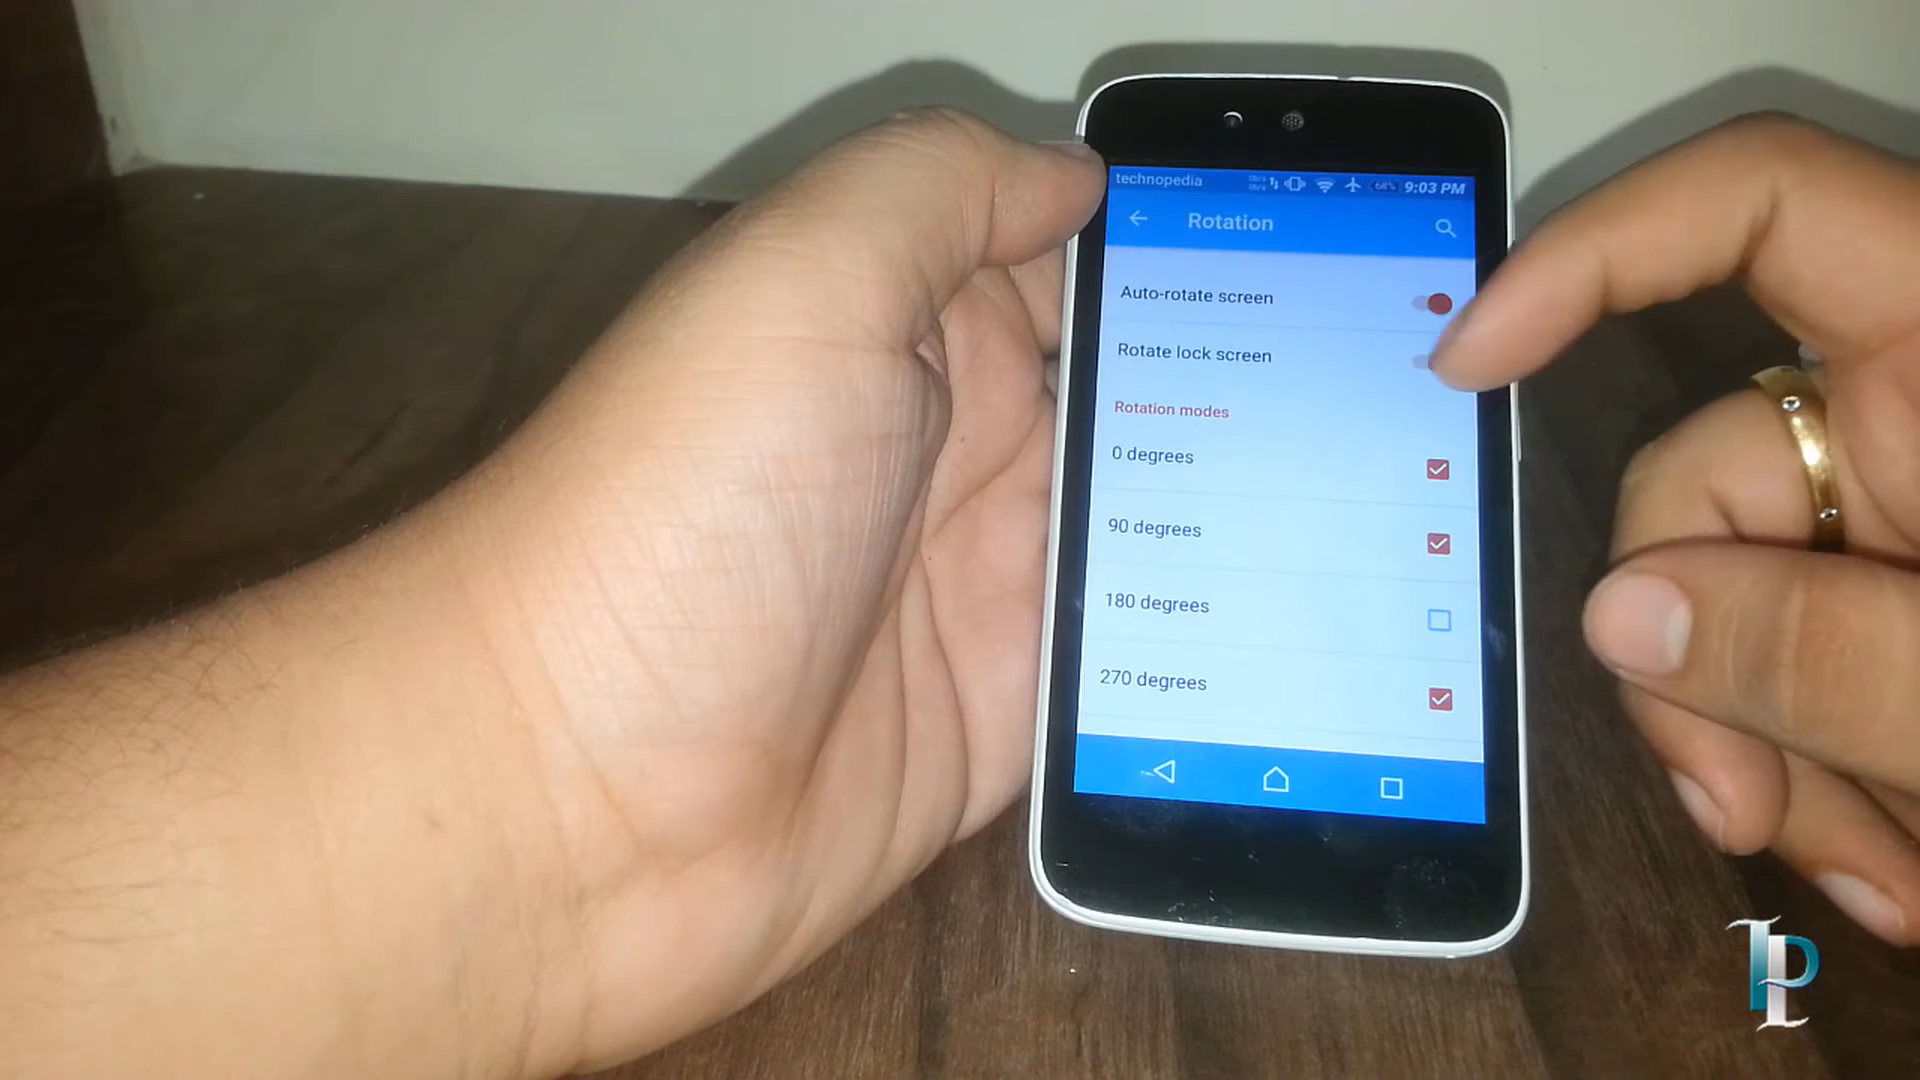 technopedia 68% 9:03 PM
Rotation
Auto-rotate screen
Rotate lock screen
Rotation modes
0 degrees
90 degrees
180 degrees
270 degrees